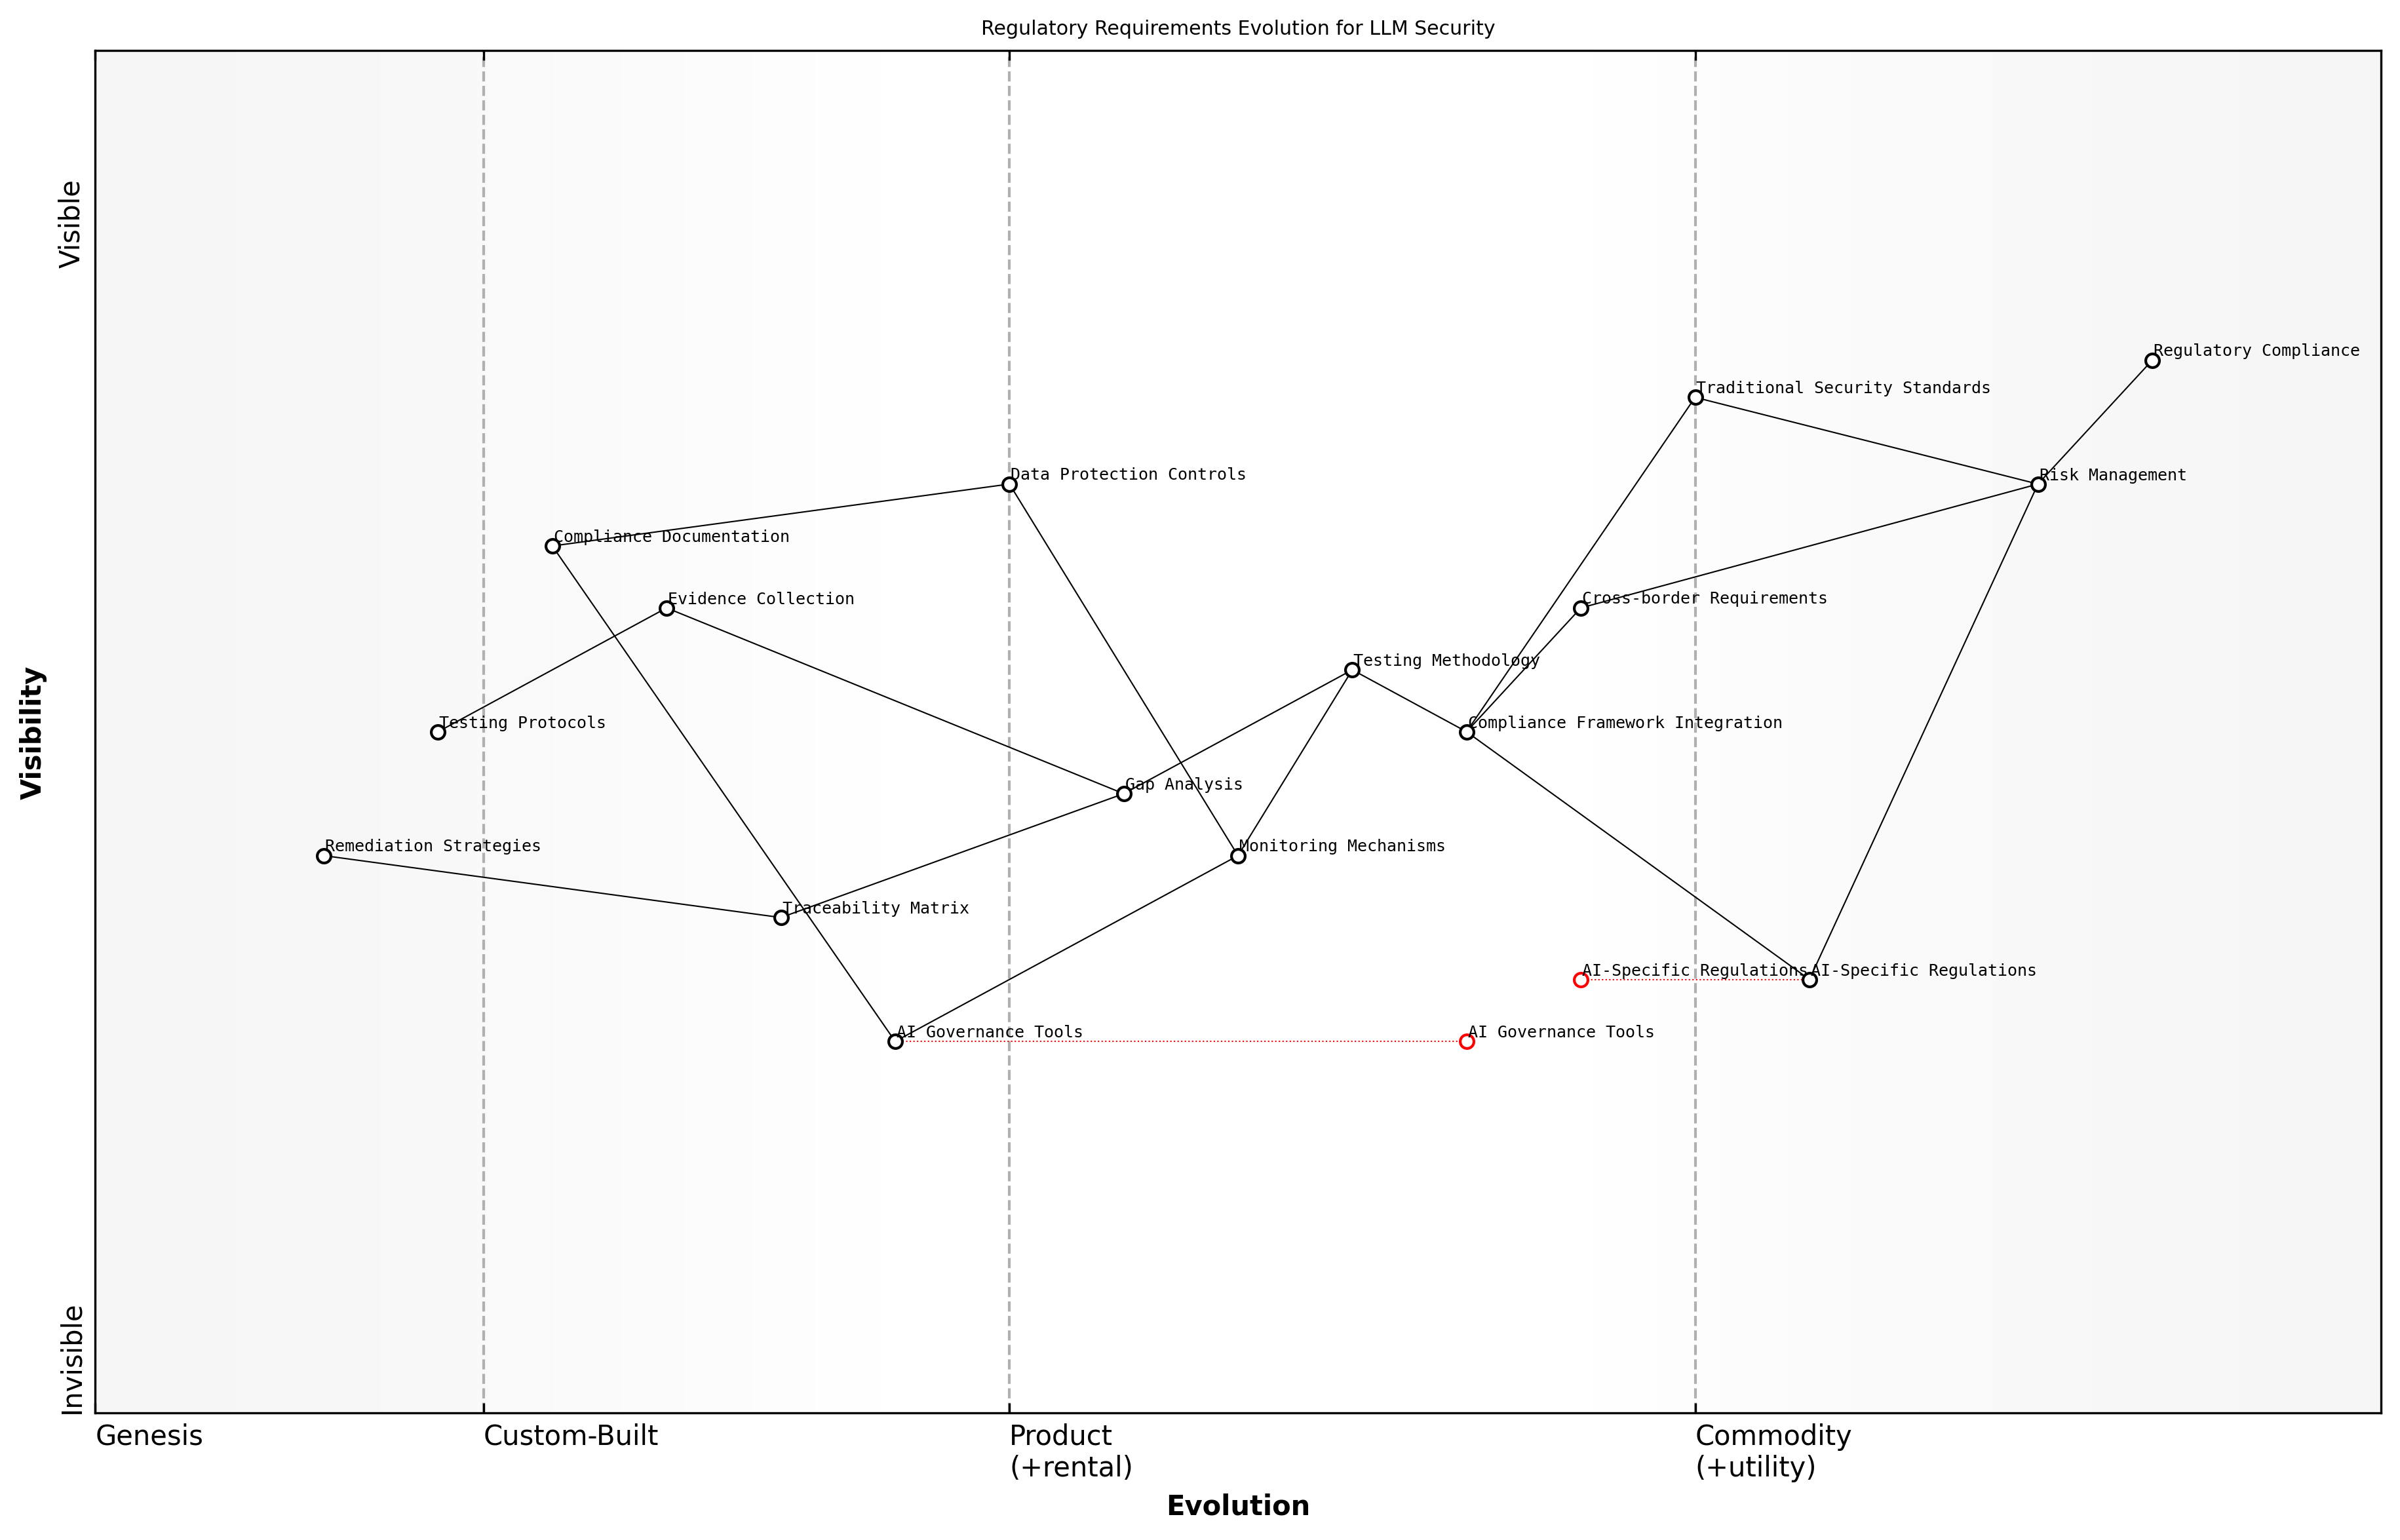 Regulatory Requirements Evolution for LLM Security
Visible
Regulatory Compliance
Traditional Security Standards
Data Protection Controls
Risk Management
Compliance Documentation
Evidence Collection
Cross-border Requirements
Testing Methodology
Testing Protocols
Compliance Framework Integration
Visibility
Gap Analysis
Remediation Strategies
Monitoring Mechanisms
Traceability Matrix
AI-Specific Regulations
AI-Specific Regulations
AI Governance Tools
AI Governance Tools
Invisible
Genesis
Custom-Built
Product
(+rental)
Commodity
(+utility)
Evolution